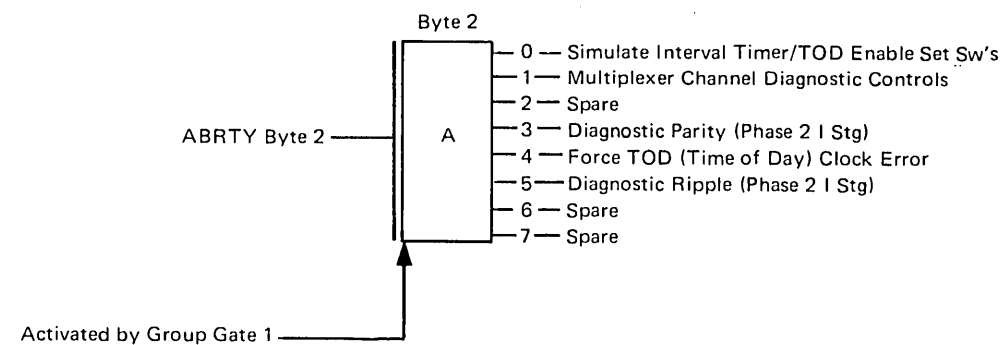 Byte 2
0 — Simulate Interval Timer/TOD Enable Set Sw's
1 — Multiplexer Channel Diagnostic Controls
2 — Spare
ABRTY Byte 2
A
3 — Diagnostic Parity (Phase 2 I Stg)
4 — Force TOD (Time of Day) Clock Error
5 — Diagnostic Ripple (Phase 2 I Stg)
6 — Spare
7 — Spare
Activated by Group Gate 1